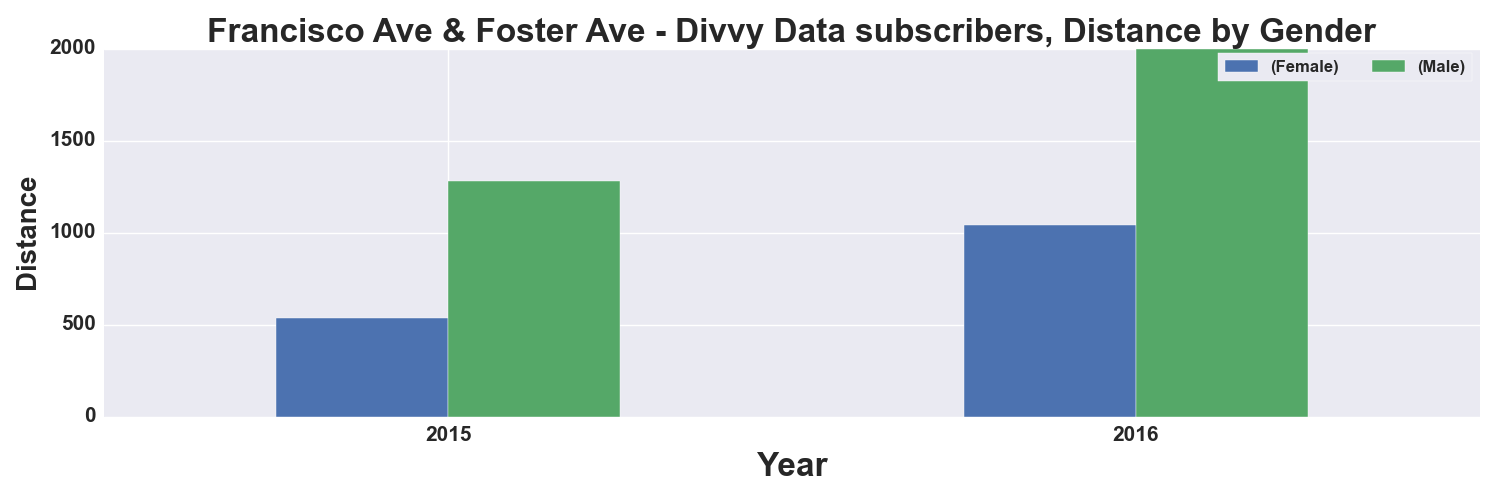 Francisco Ave & Foster Ave - Divvy Data subscribers, Distance by Gender
(Female) (Male)
Distance
2000
1500
1000
500
0
2015 2016
Year